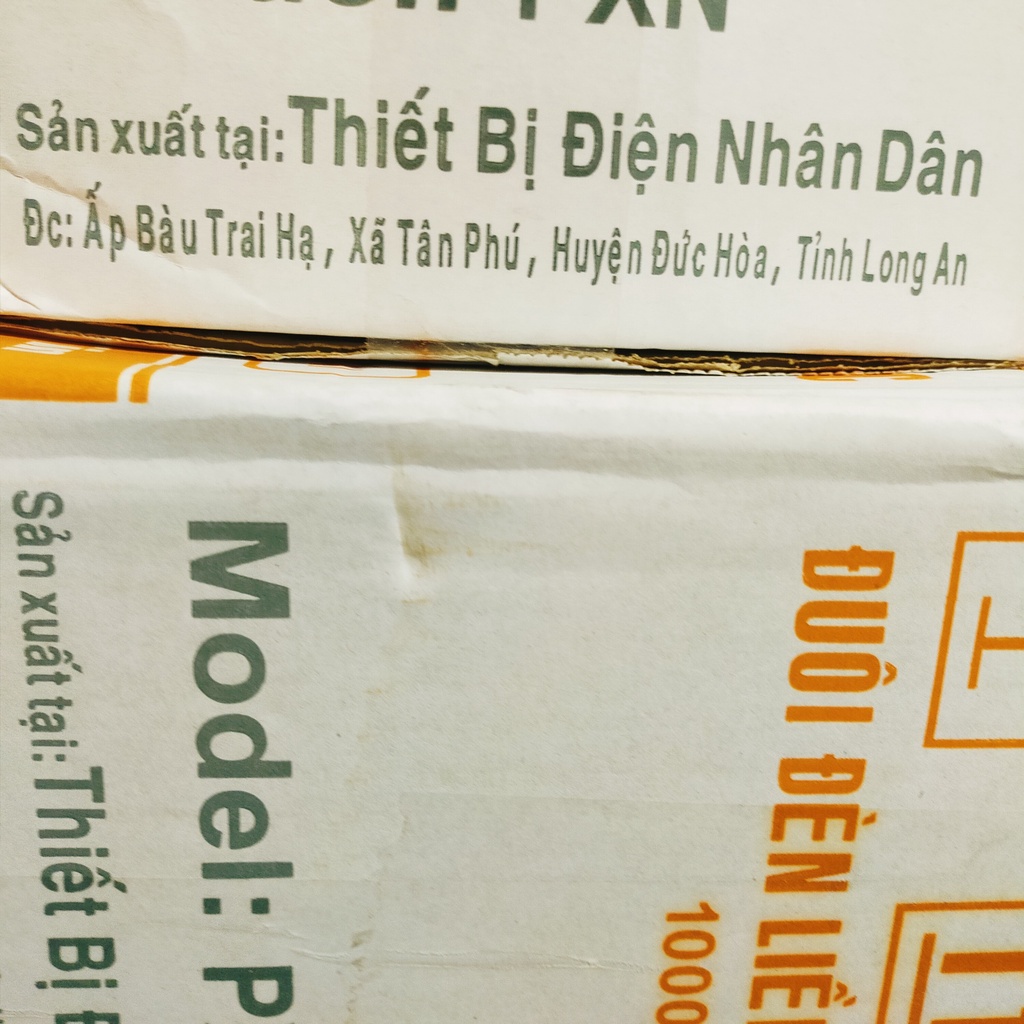 Sản xuất tại: Thiết Bị Điện Nhân Dân
Đc: Ấp Bàu Trai Hạ, Xã Tân Phú, Huyện Đức Hòa, Tỉnh Long An
ĐUÔI ĐÈN
1000
Model:
Sản xuất tại: Thiết Bị